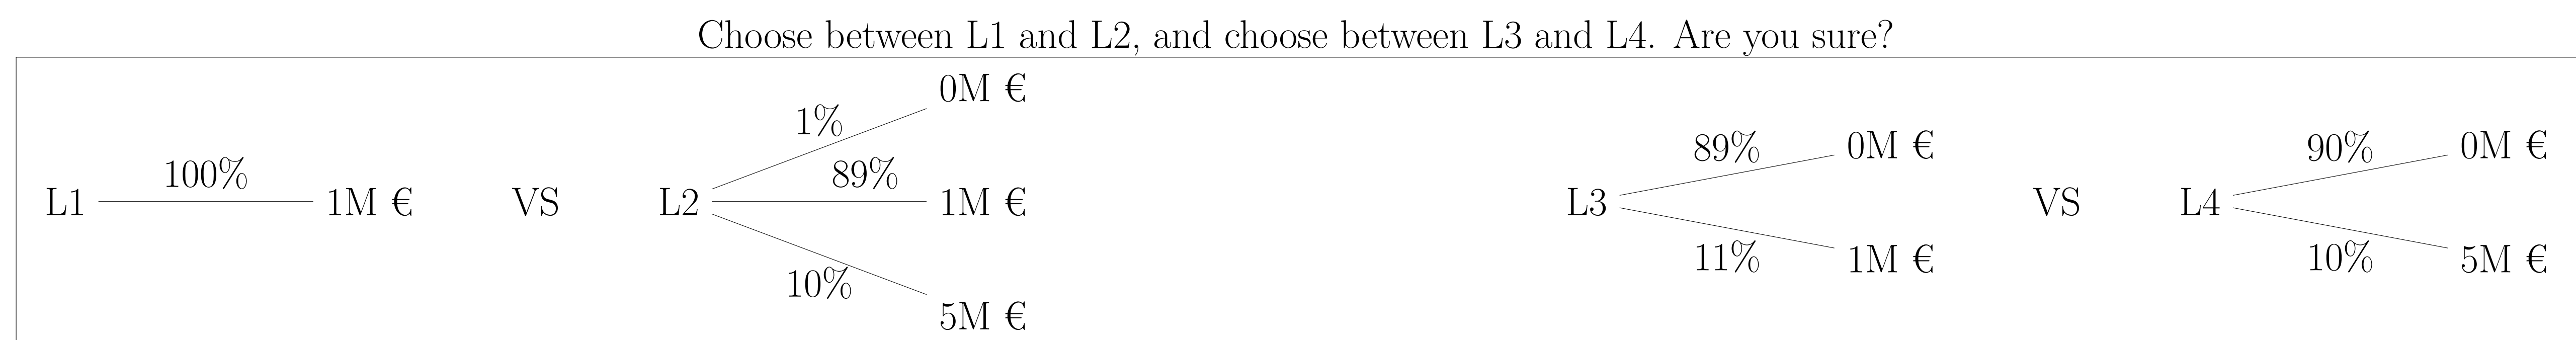 Choose between L1 and L2, and choose between L3 and L4. Are you sure?
0M €
1%
89%
0M €
90%
0M €
100%
89%
L1
1M €
VS
L2
1M €
L3
VS
L4
11%
1M €
10%
5M €
10%
5M €